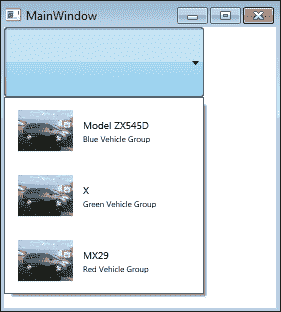 MainWindow
Model ZX545D
Blue Vehicle Group
X
Green Vehicle Group
MX29
Red Vehicle Group